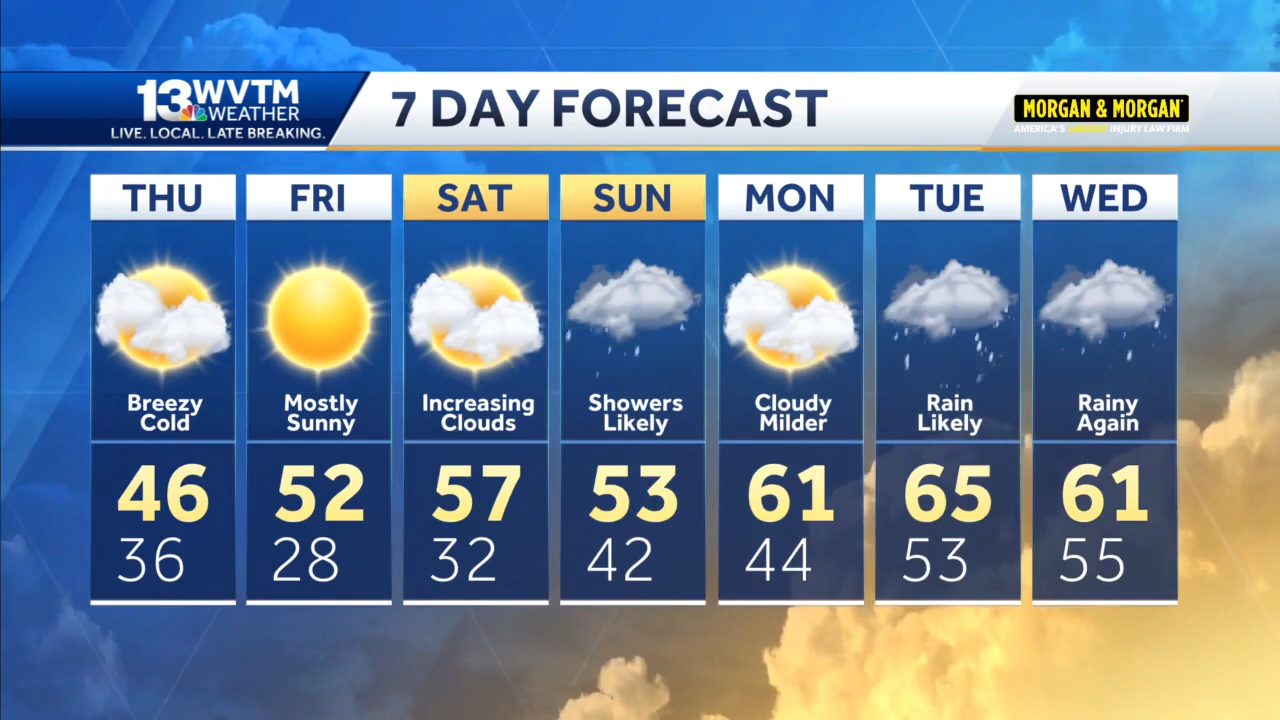 13 WVTM
WEATHER
LIVE. LOCAL. LATE BREAKING.
7 DAY FORECAST
MORGAN & MORGAN
AMERICA'S LARGEST INJURY LAW FIRM
THU
Breezy
Cold
46
36
FRI
Mostly
Sunny
52
28
SAT
Increasing
Clouds
57
32
SUN
Showers
Likely
53
42
MON
Cloudy
Milder
61
44
TUE
Rain
Likely
65
53
WED
Rainy
Again
61
55